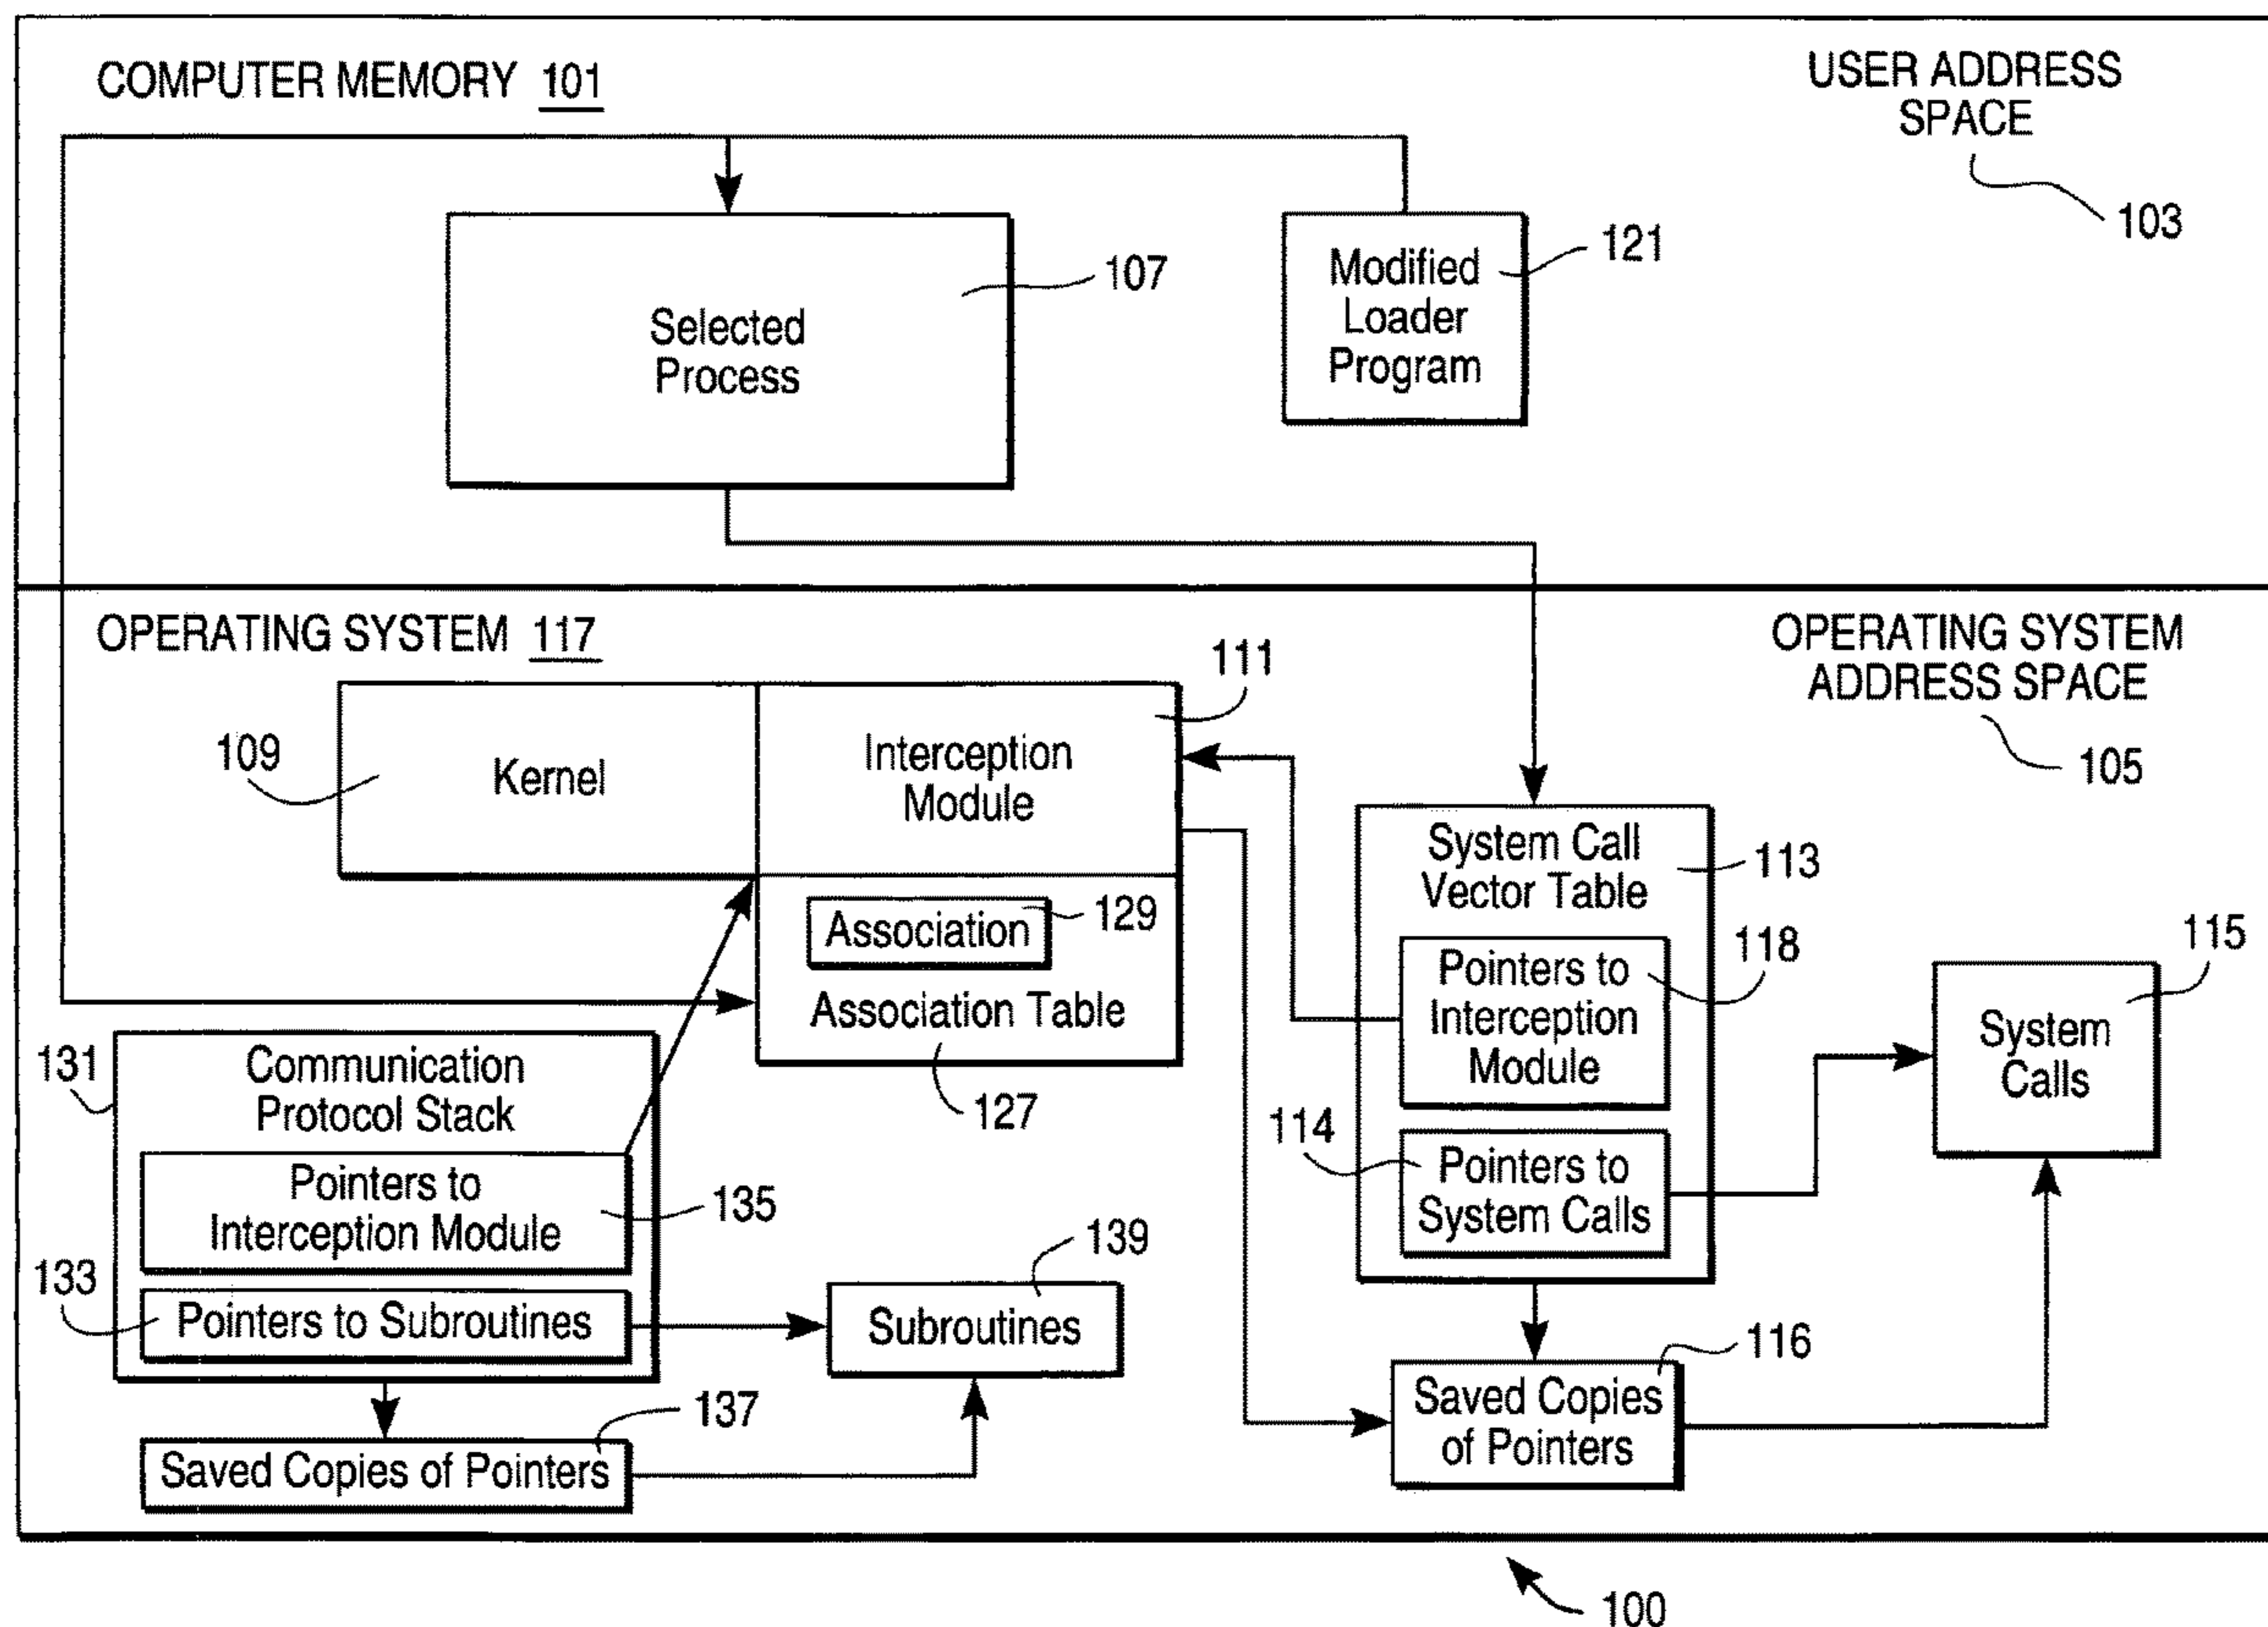 COMPUTER MEMORY 101
USER ADDRESS
SPACE
103
Selected
Process
107
Modified
Loader
Program
121
OPERATING SYSTEM 117
OPERATING SYSTEM
ADDRESS SPACE
105
109
Kernel
Interception
Module
111
Association
129
Association Table
127
System Call
Vector Table
113
Pointers to
Interception
Module
118
114
Pointers to
System Calls
System
Calls
115
131
Communication
Protocol Stack
Pointers to
Interception Module
135
133
Pointers to Subroutines
Subroutines
139
Saved Copies of Pointers
137
Saved Copies
of Pointers
116
100